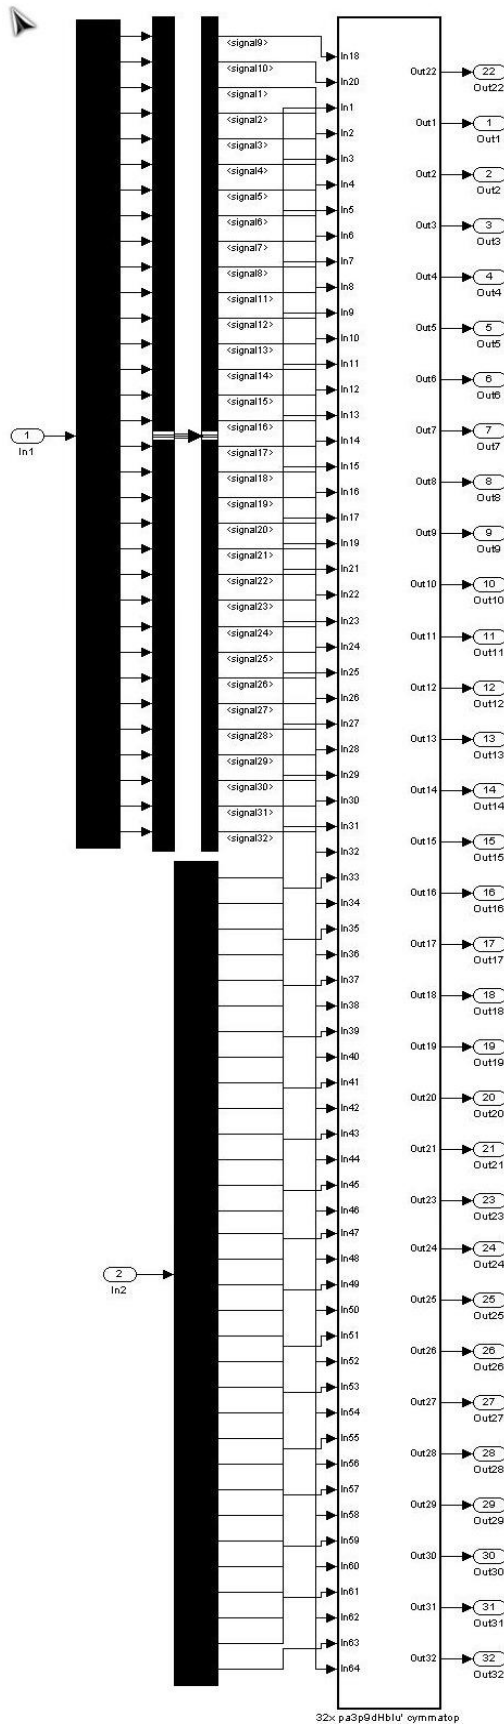 1
In1
2
In2
<signal9>
<signal10>
<signal1>
<signal2>
<signal3>
<signal4>
<signal5>
<signal6>
<signal7>
<signal8>
<signal11>
<signal12>
<signal13>
<signal14>
<signal15>
<signal16>
<signal17>
<signal18>
<signal19>
<signal20>
<signal21>
<signal22>
<signal23>
<signal24>
<signal25>
<signal26>
<signal27>
<signal28>
<signal29>
<signal30>
<signal31>
<signal32>
In18
In20
In1
In2
In3
In4
In5
In6
In7
In8
In9
In10
In11
In12
In13
In14
In15
In16
In17
In19
In21
In22
In23
In24
In25
In26
In27
In28
In29
In30
In31
In32
In33
In34
In35
In36
In37
In38
In39
In40
In41
In42
In43
In44
In45
In46
In47
In48
In49
In50
In51
In52
In53
In54
In55
In56
In57
In58
In59
In60
In61
In62
In63
In64
Out22
Out1
Out2
Out3
Out4
Out5
Out6
Out7
Out8
Out9
Out10
Out11
Out12
Out13
Out14
Out15
Out16
Out17
Out18
Out19
Out20
Out21
Out23
Out24
Out25
Out26
Out27
Out28
Out29
Out30
Out31
Out32
22
Out22
1
Out1
2
Out2
3
Out3
4
Out4
5
Out5
6
Out6
7
Out7
8
Out8
9
Out9
10
Out10
11
Out11
12
Out12
13
Out13
14
Out14
15
Out15
16
Out16
17
Out17
18
Out18
19
Out19
20
Out20
21
Out21
23
Out23
24
Out24
25
Out25
26
Out26
27
Out27
28
Out28
29
Out29
30
Out30
31
Out31
32
Out32
32x pa3p9dHblu' cymmatop